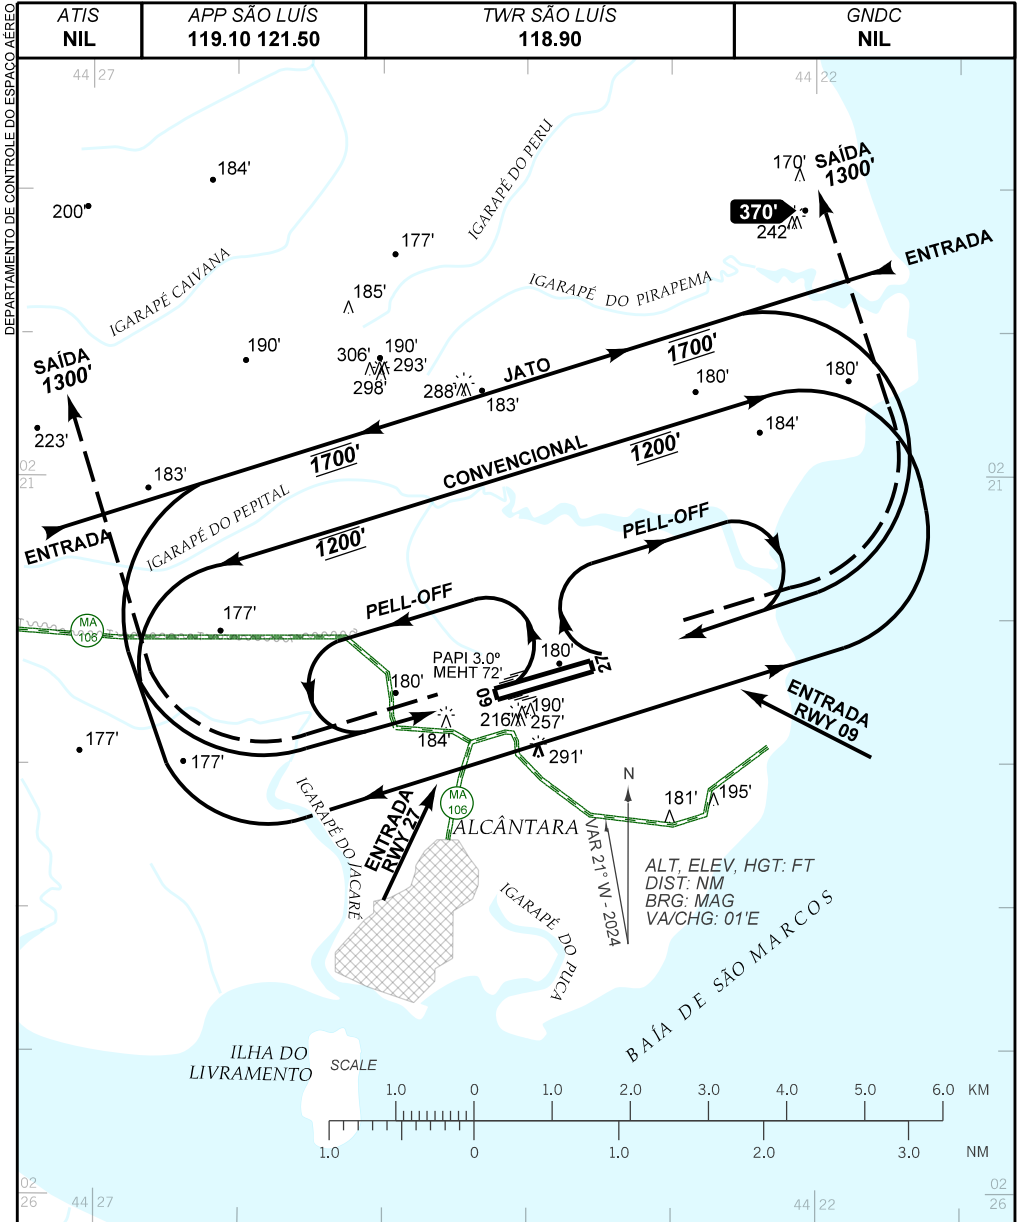 DEPARTAMENTO DE CONTROLE DO ESPAÇO AÉREO
ATIS
NIL
APP SÃO LUÍS
119.10 121.50
TWR SÃO LUÍS
118.90
GNDC
NIL
44 27
44 22
184'
200'
IGARAPÉ DO PERU
170'
SAÍDA
1300'
370'
242'
177'
ENTRADA
IGARAPÉ CAIVANA
185'
IGARAPÉ DO PIRAPEMA
SAÍDA
1300'
190'
306'
190'
293'
298'
288'
183'
JATO
1700'
180'
180'
223'
184'
1700'
CONVENCIONAL
1200'
02
21
02
21
183'
IGARAPÉ DO PEPITAL
ENTRADA
1200'
PELL-OFF
PELL-OFF
MA
106
177'
PAPI 3.0º
MEHT 72'
180'
27
09
180'
190'
216'
257'
184'
291'
177'
177'
ENTRADA
RWY 09
N
181'
195'
IGARAPÉ DO JACARÉ
ENTRADA
RWY 27
MA
106
ALCÂNTARA
VAR 21° W - 2024
ALT, ELEV, HGT: FT
DIST: NM
BRG: MAG
VA/CHG: 01'E
IGARAPÉ DO PUCA
BAÍA DE SÃO MARCOS
ILHA DO
LIVRAMENTO
SCALE
1.0 0 1.0 2.0 3.0 4.0 5.0 6.0 KM
1.0 0 1.0 2.0 3.0 NM
02
26
44 27
44 22
02
26